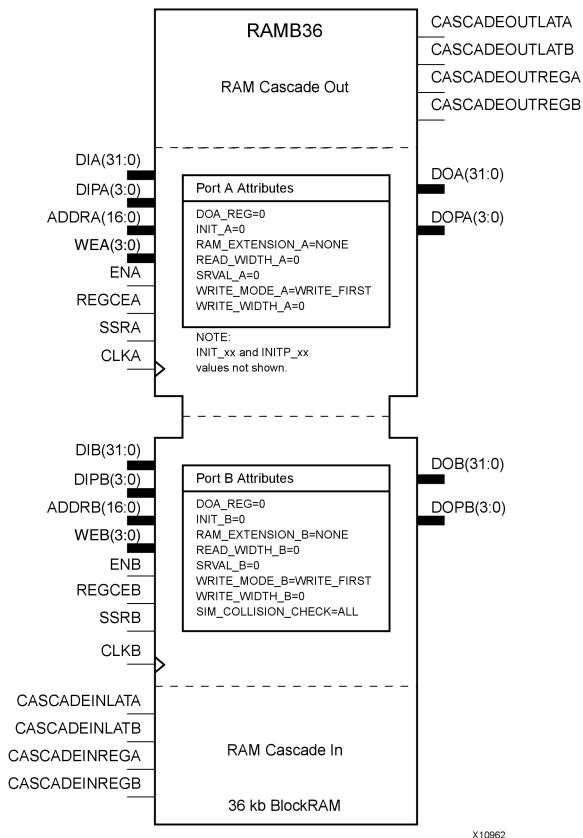 RAMB36
CASCADEOUTLATA
CASCADEOUTLATB
RAM Cascade Out
CASCADEOUTREGA
CASCADEOUTREGB
DIA(31:0)
DIPA(3:0)
ADDRA(16:0)
WEA(3:0)
ENA
REGCEA
SSRA
CLKA
Port A Attributes
DOA_REG=0
INIT_A=0
RAM_EXTENSION_A=NONE
READ_WIDTH_A=0
SRVAL_A=0
WRITE_MODE_A=WRITE_FIRST
WRITE_WIDTH_A=0
NOTE:
INIT_xx and INITP_xx
values not shown.
DOA(31:0)
DOPA(3:0)
DIB(31:0)
DIPB(3:0)
ADDRB(16:0)
WEB(3:0)
ENB
REGCEB
SSRB
CLKB
Port B Attributes
DOA_REG=0
INIT_B=0
RAM_EXTENSION_B=NONE
READ_WIDTH_B=0
SRVAL_B=0
WRITE_MODE_B=WRITE_FIRST
WRITE_WIDTH_B=0
SIM_COLLISION_CHECK=ALL
DOB(31:0)
DOPB(3:0)
CASCADEINLATA
CASCADEINLATB
CASCADEINREGA
CASCADEINREGB
RAM Cascade In
36 kb BlockRAM
X10962